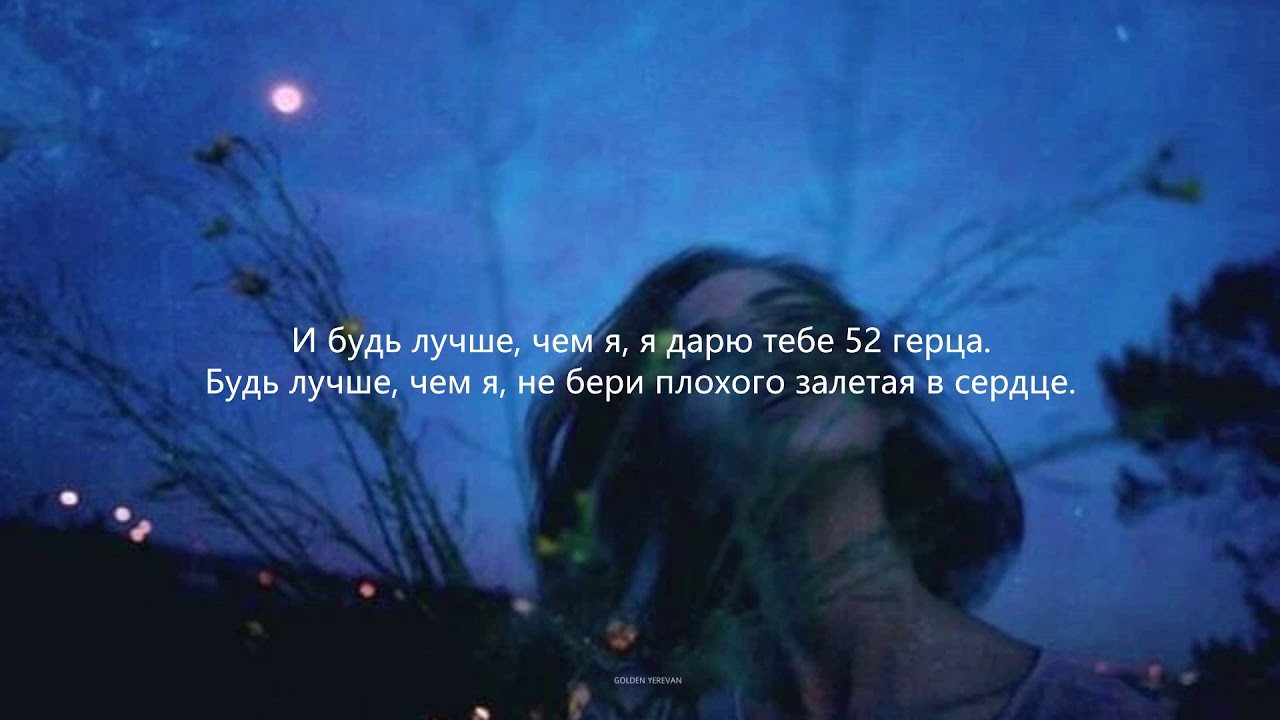 И будь лучше, чем я, я дарю тебе 52 герца.
Будь лучше, чем я, не бери плохого залетая в сердце.
GOLDEN YEREVAN